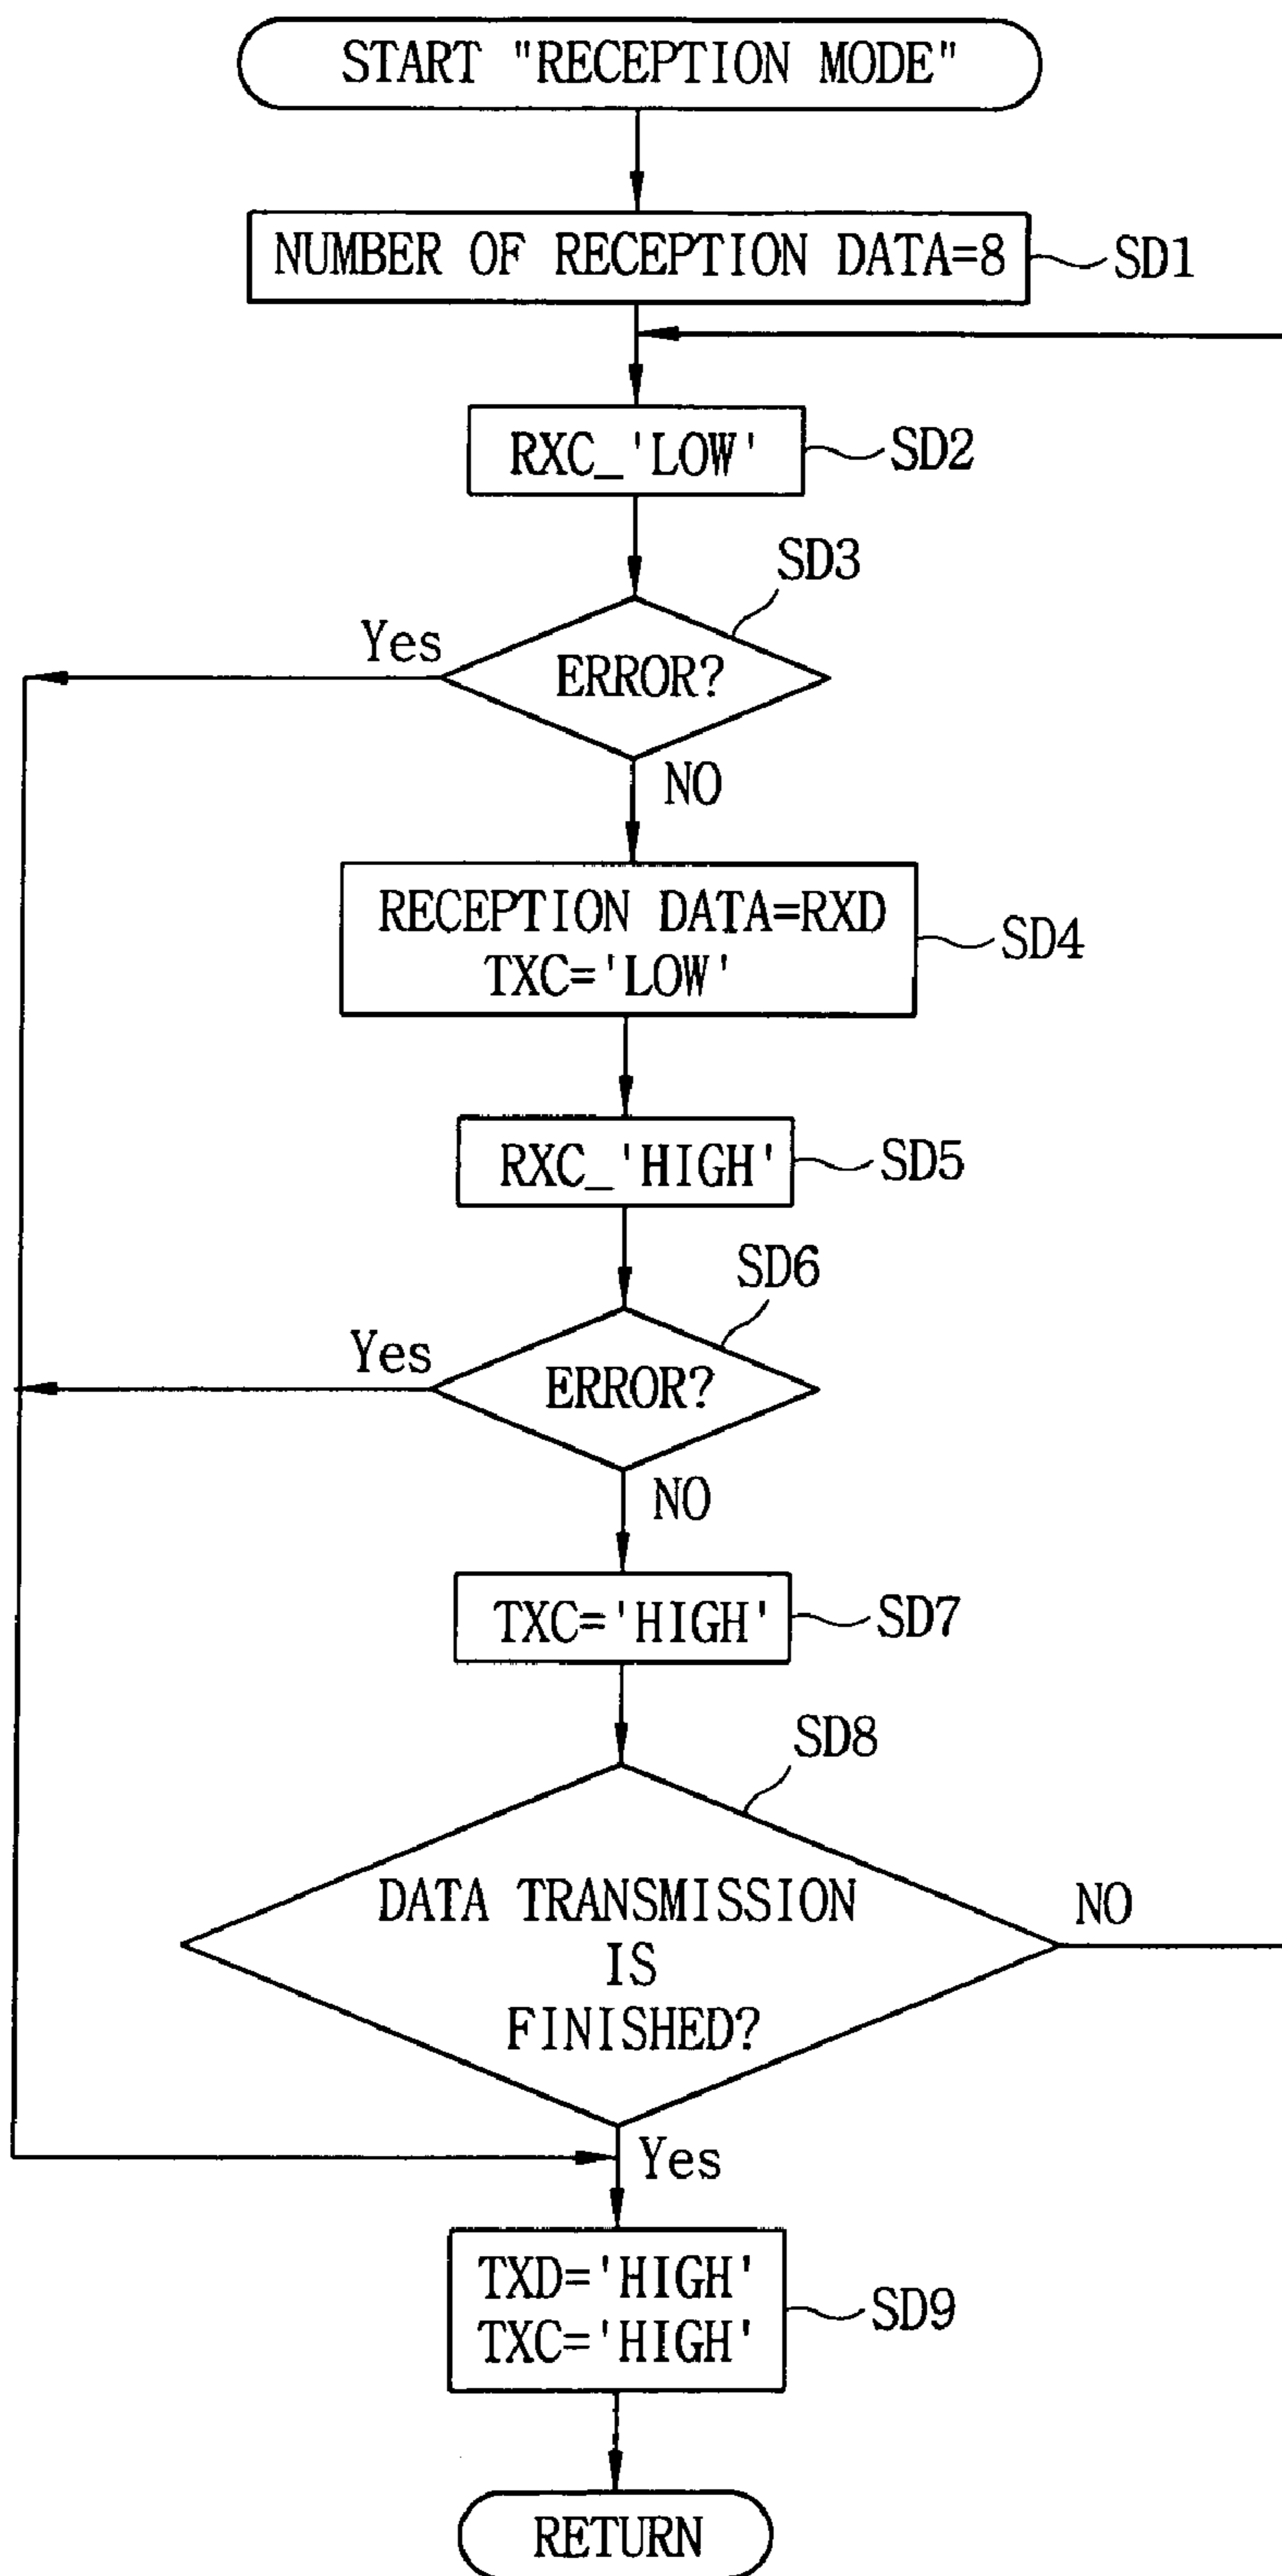 START "RECEPTION MODE"
NUMBER OF RECEPTION DATA=8
SD1
RXC_'LOW'
SD2
SD3
Yes
ERROR?
NO
RECEPTION DATA=RXD
TXC='LOW'
SD4
RXC_'HIGH'
SD5
SD6
Yes
ERROR?
NO
TXC='HIGH'
SD7
SD8
DATA TRANSMISSION
IS
FINISHED?
NO
Yes
TXD='HIGH'
TXC='HIGH'
SD9
RETURN